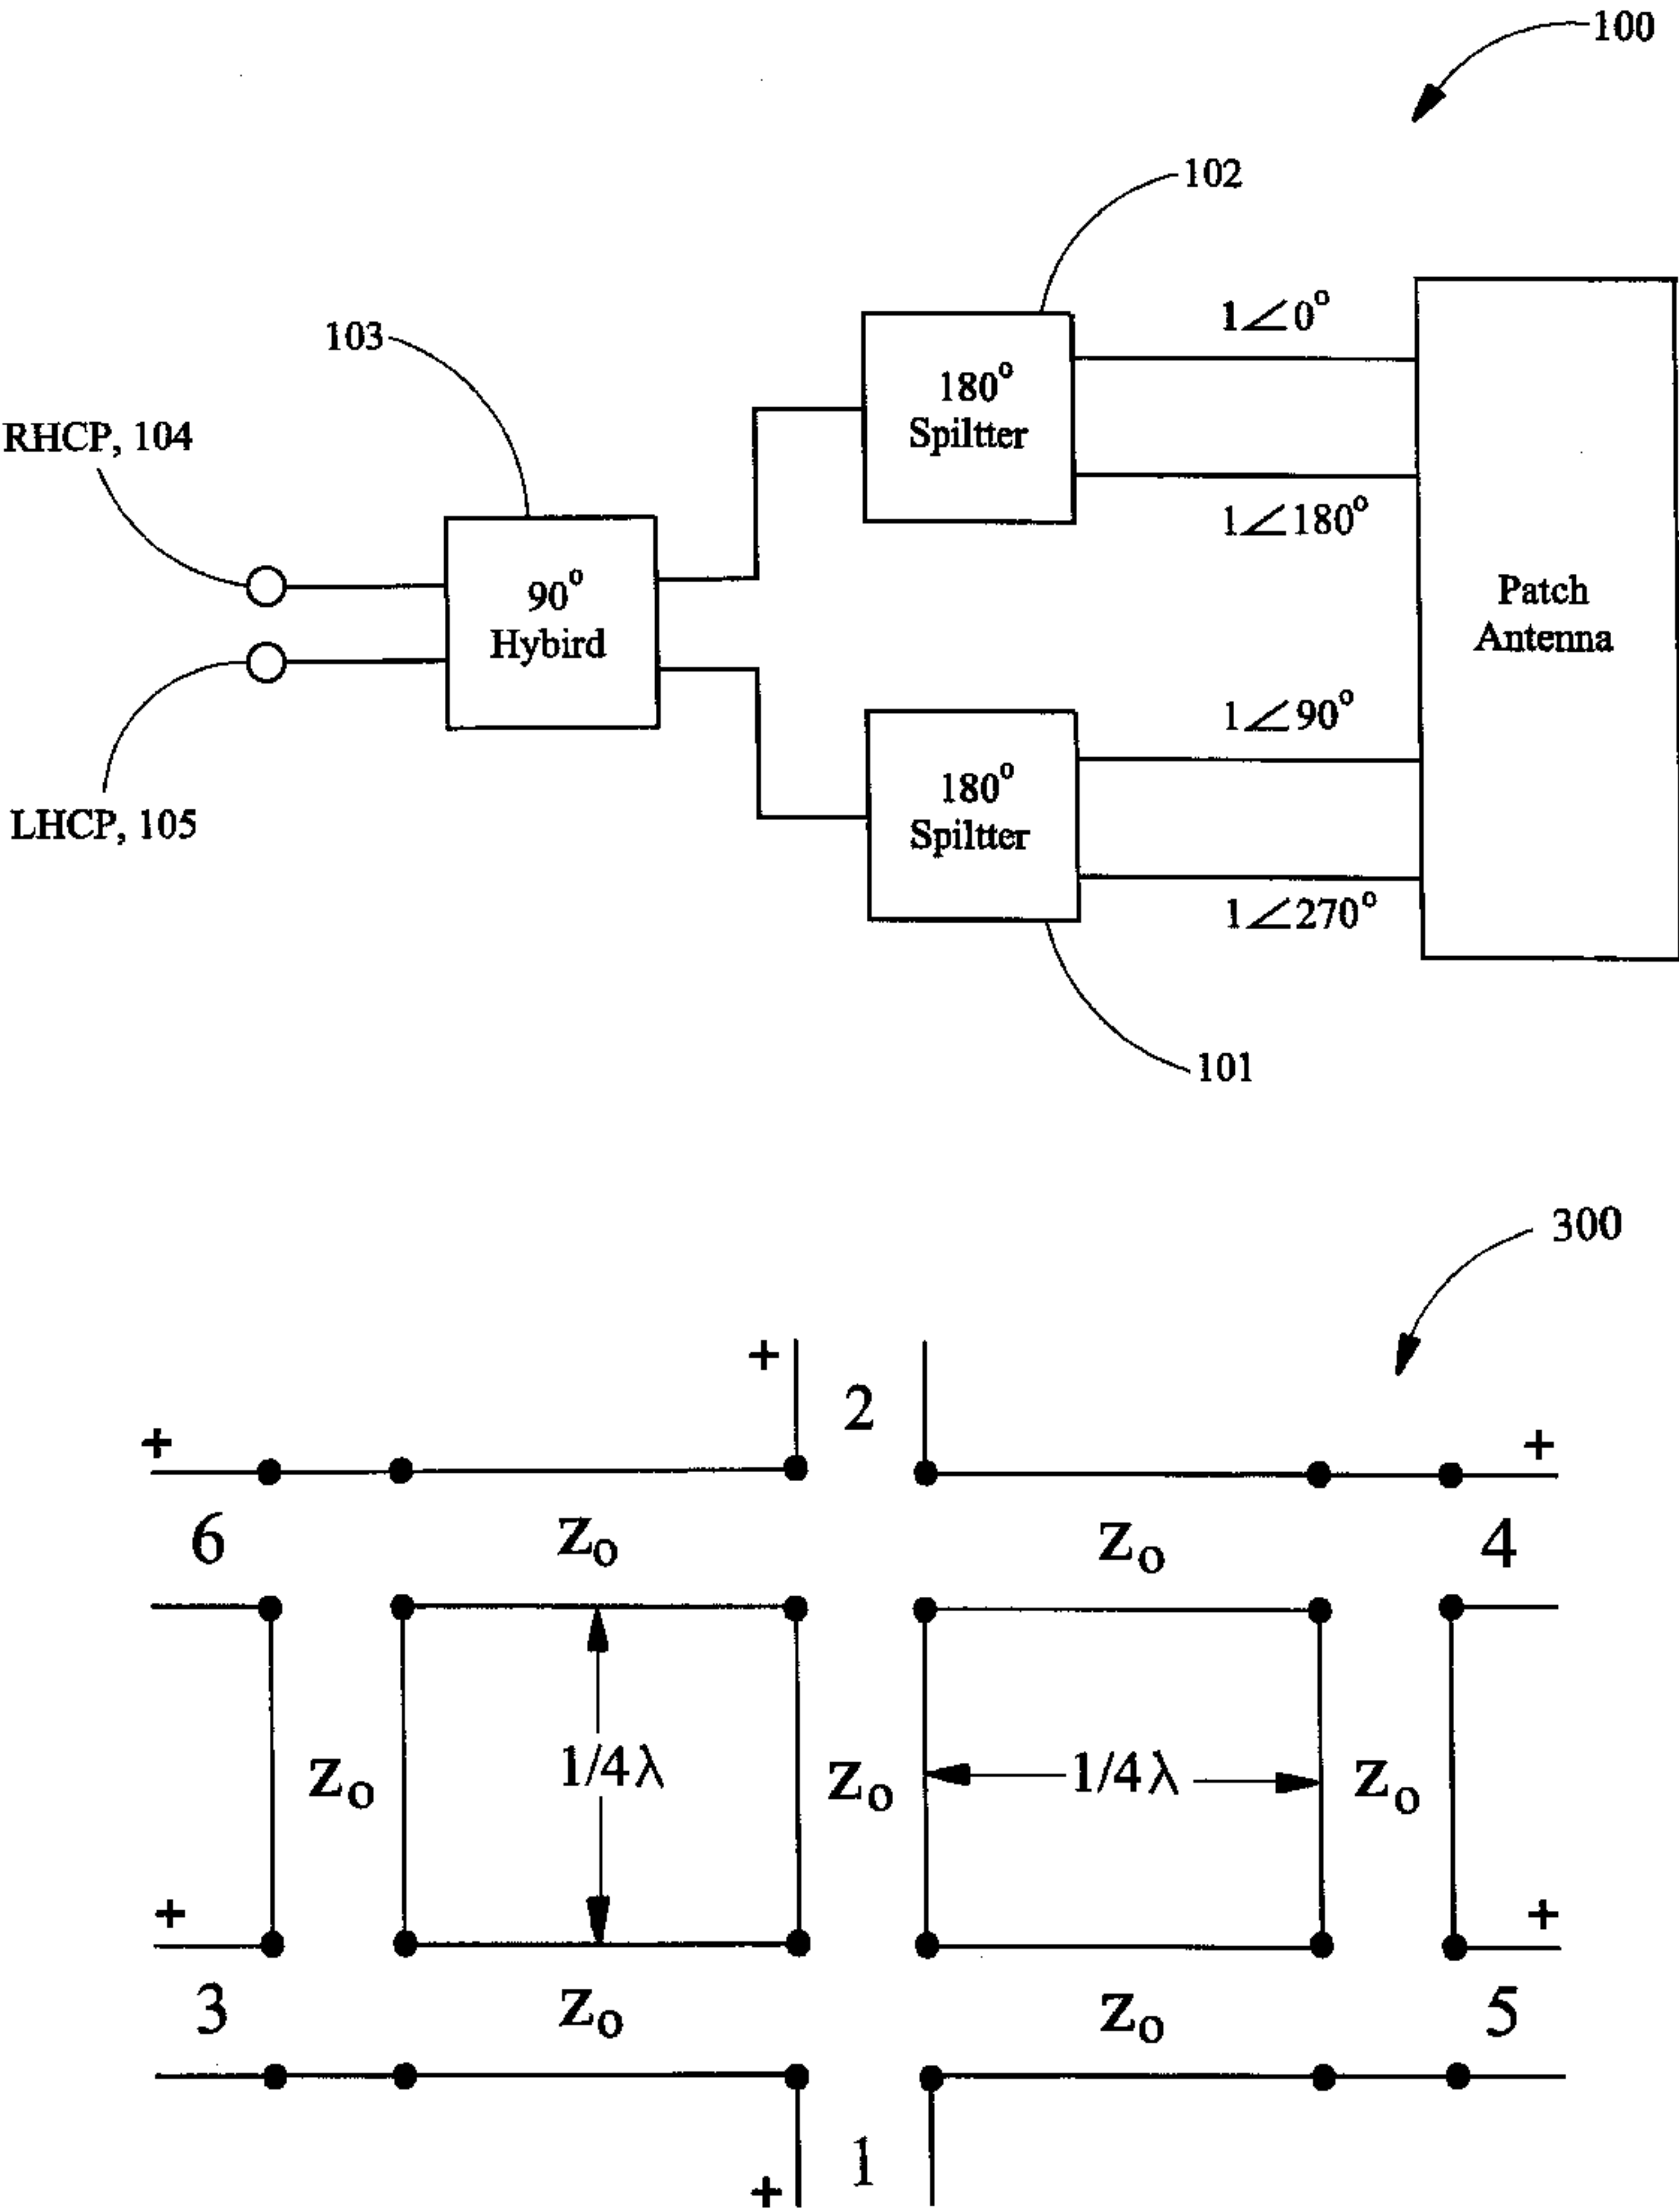 100
102
1∠0°
103
180°
Spiltter
RHCP, 104
1∠180°
90°
Hybird
Patch
Antenna
1∠90°
180°
Spiltter
LHCP, 105
1∠270°
101
300
+
2
+
+
6
Zo
Zo
4
1/4λ
Zo
Zo
1/4λ
Zo
+
+
3
Zo
Zo
5
1
+